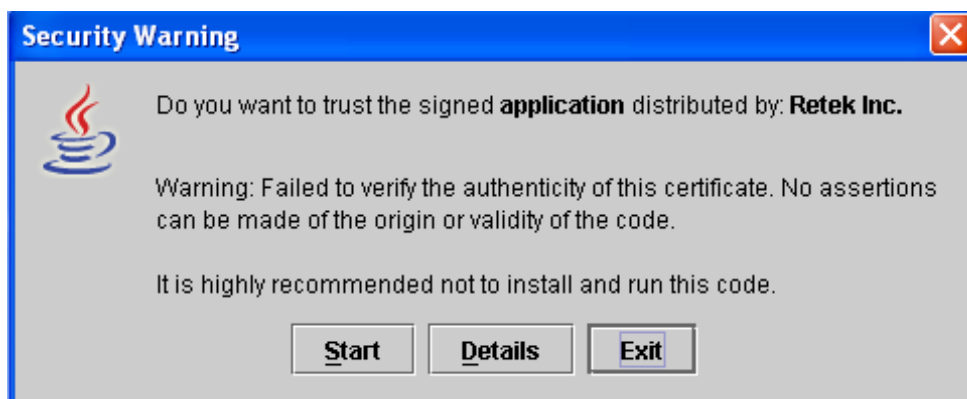 Security Warning
Do you want to trust the signed application distributed by: Retek Inc.
Warning: Failed to verify the authenticity of this certificate. No assertions
can be made of the origin or validity of the code.
It is highly recommended not to install and run this code.
Start Details Exit